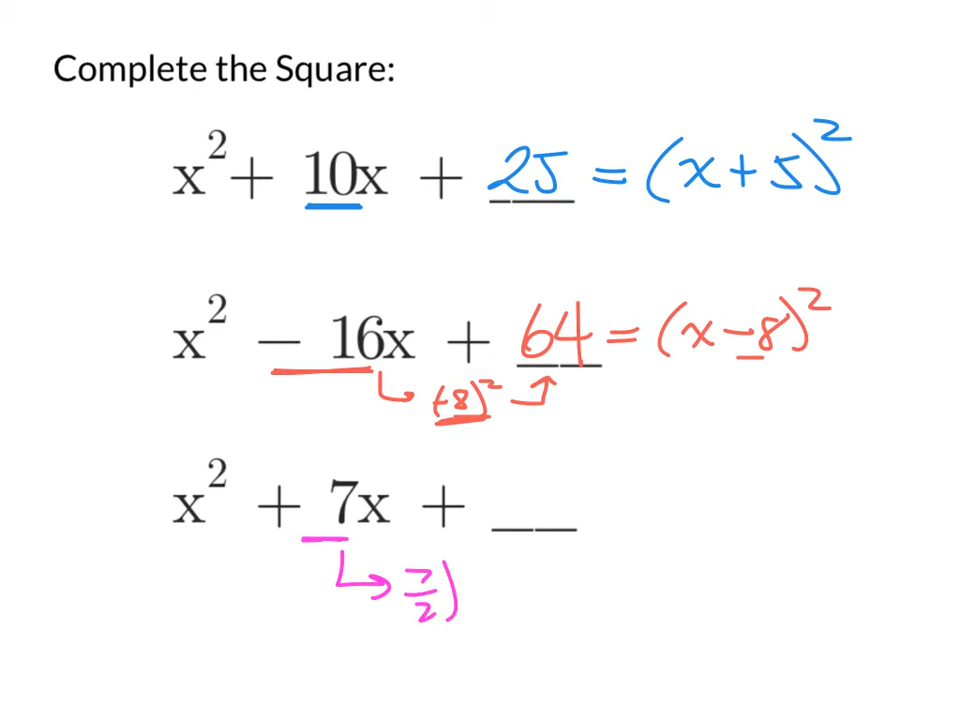 Complete the Square:
x² + 10x + 25 = (x + 5)²
x² − 16x + 64 = (x − 8)²
(-8)²
x² + 7x + __
7/2)